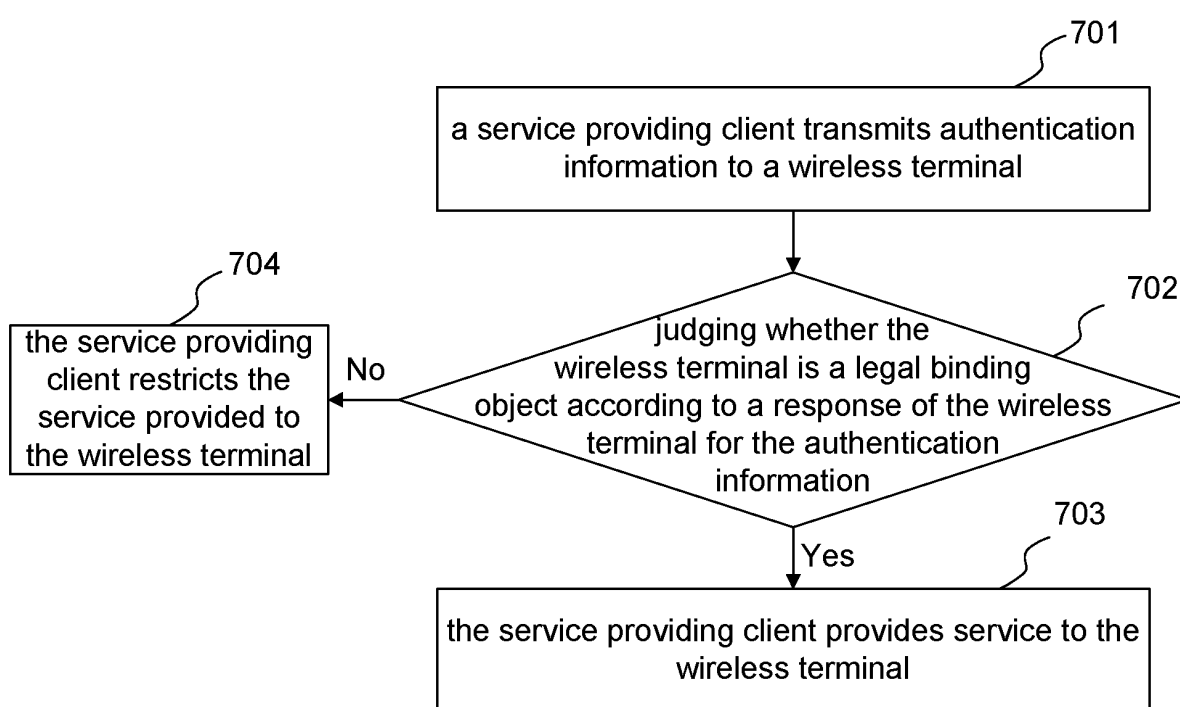 701
a service providing client transmits authentication
information to a wireless terminal
704
702
the service providing
client restricts the
service provided to
the wireless terminal
No
judging whether the
wireless terminal is a legal binding
object according to a response of the wireless
terminal for the authentication
information
703
Yes
the service providing client provides service to the
wireless terminal